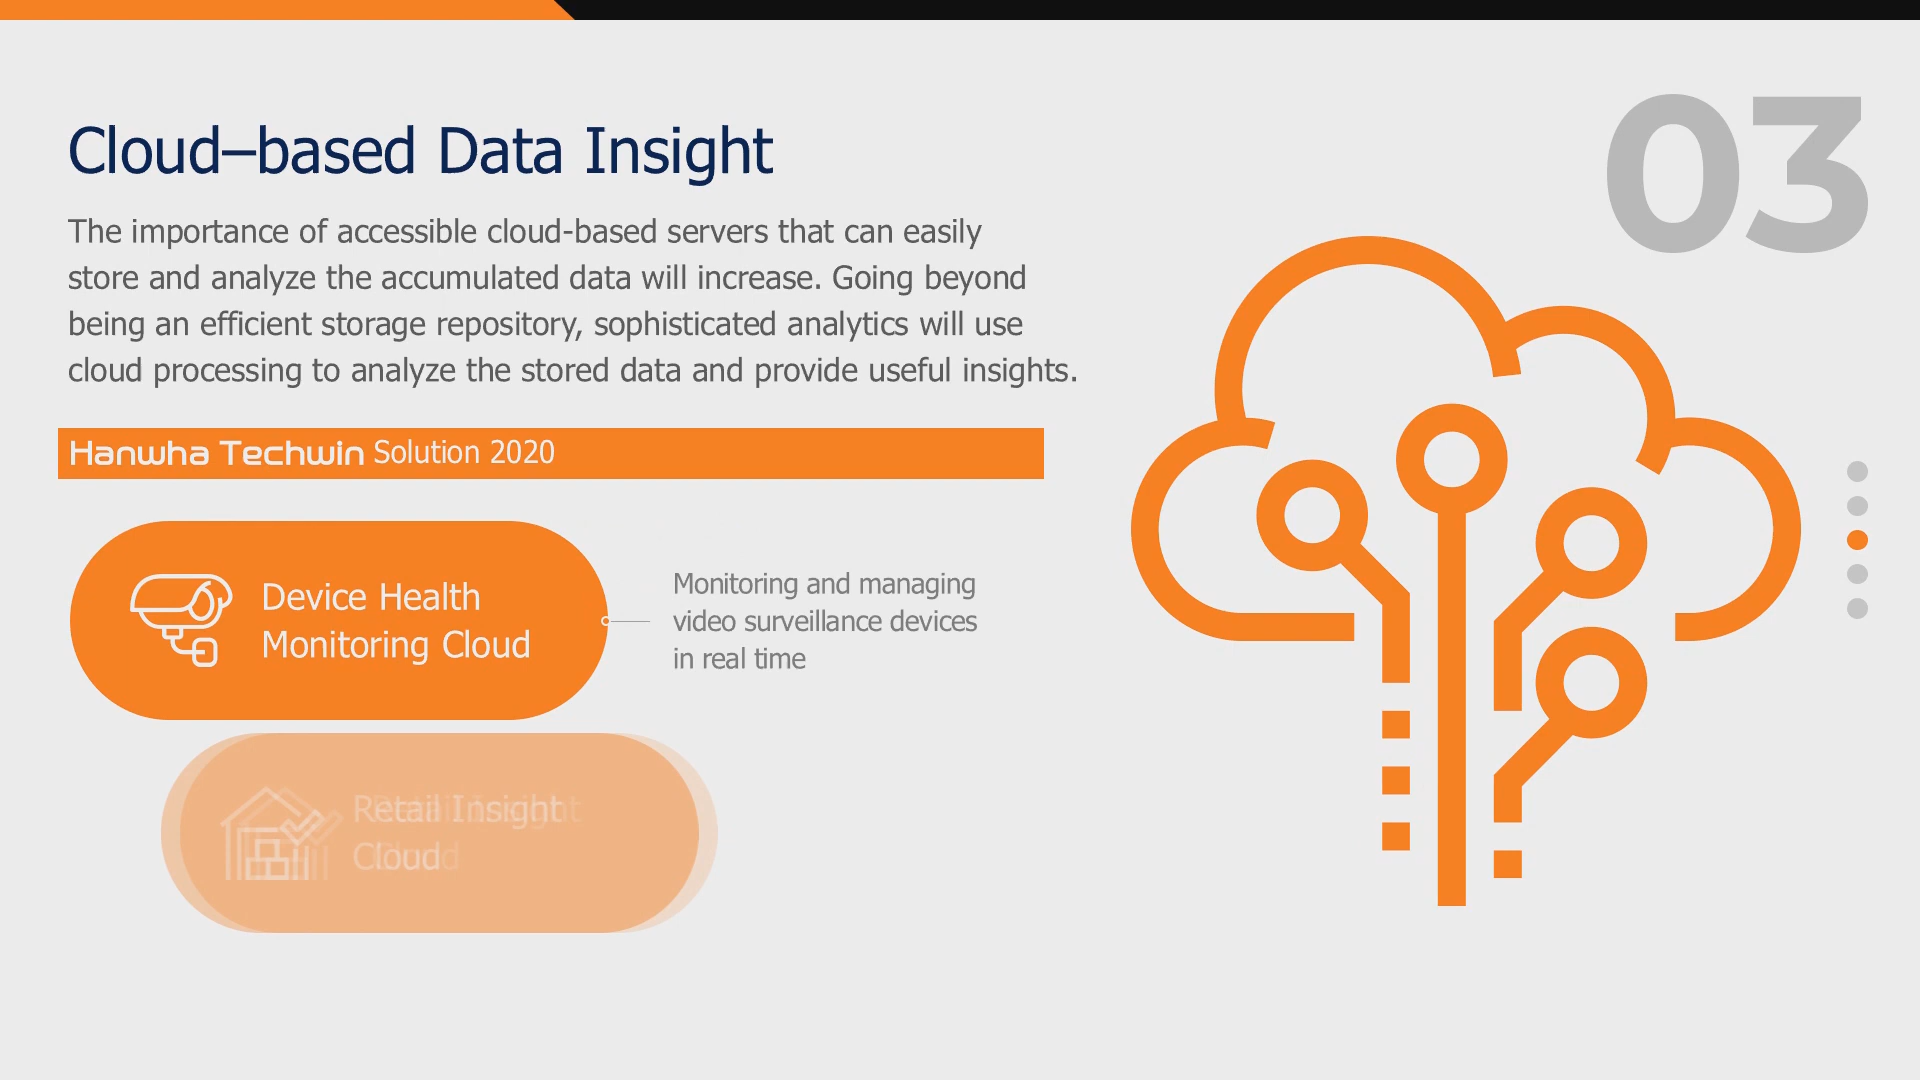 03
Cloud–based Data Insight
The importance of accessible cloud-based servers that can easily
store and analyze the accumulated data will increase. Going beyond
being an efficient storage repository, sophisticated analytics will use
cloud processing to analyze the stored data and provide useful insights.
Hanwha Techwin Solution 2020
Device Health
Monitoring Cloud
Monitoring and managing
video surveillance devices
in real time
Retail Insight
Cloud